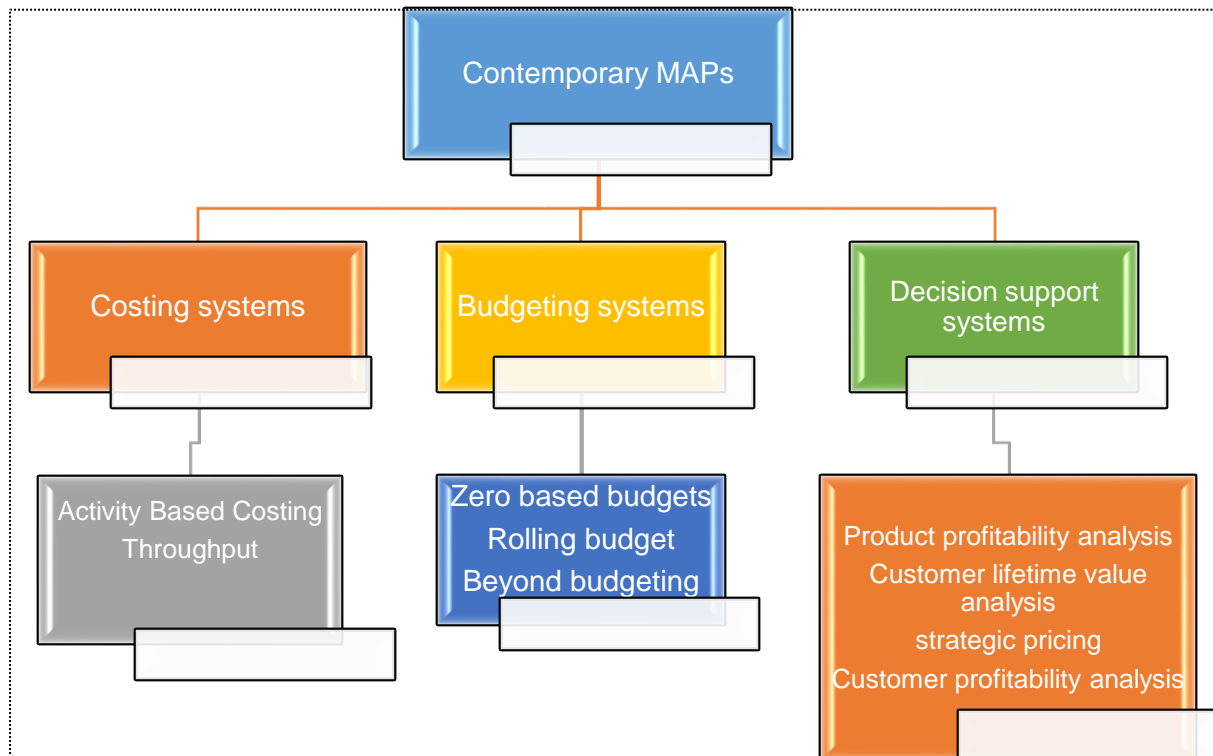 Contemporary MAPs
Costing systems
Budgeting systems
Decision support
systems
Activity Based Costing
Throughput
Zero based budgets
Rolling budget
Beyond budgeting
Product profitability analysis
Customer lifetime value
analysis
strategic pricing
Customer profitability analysis